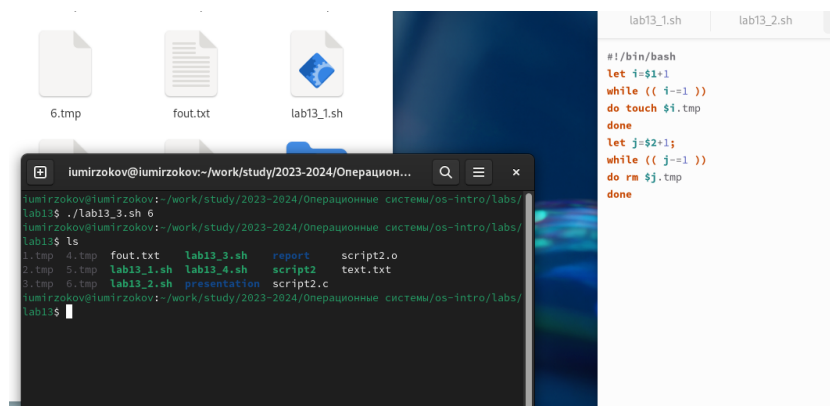 6.tmp
fout.txt
lab13_1.sh
iumirzokov@iumirzokov:~/work/study/2023-2024/Операцион...
iumirzokov@iumirzokov:~/work/study/2023-2024/Операционные системы/os-intro/labs/
lab13$ ./lab13_3.sh 6
iumirzokov@iumirzokov:~/work/study/2023-2024/Операционные системы/os-intro/labs/
lab13$ ls
1.tmp 4.tmp fout.txt lab13_3.sh report script2.o
2.tmp 5.tmp lab13_1.sh lab13_4.sh script2 text.txt
3.tmp 6.tmp lab13_2.sh presentation script2.c
iumirzokov@iumirzokov:~/work/study/2023-2024/Операционные системы/os-intro/labs/
lab13$
lab13_1.sh
lab13_2.sh
#!/bin/bash
let i=$1+1
while (( i-=1 ))
do touch $i.tmp
done
let j=$2+1;
while (( j-=1 ))
do rm $j.tmp
done